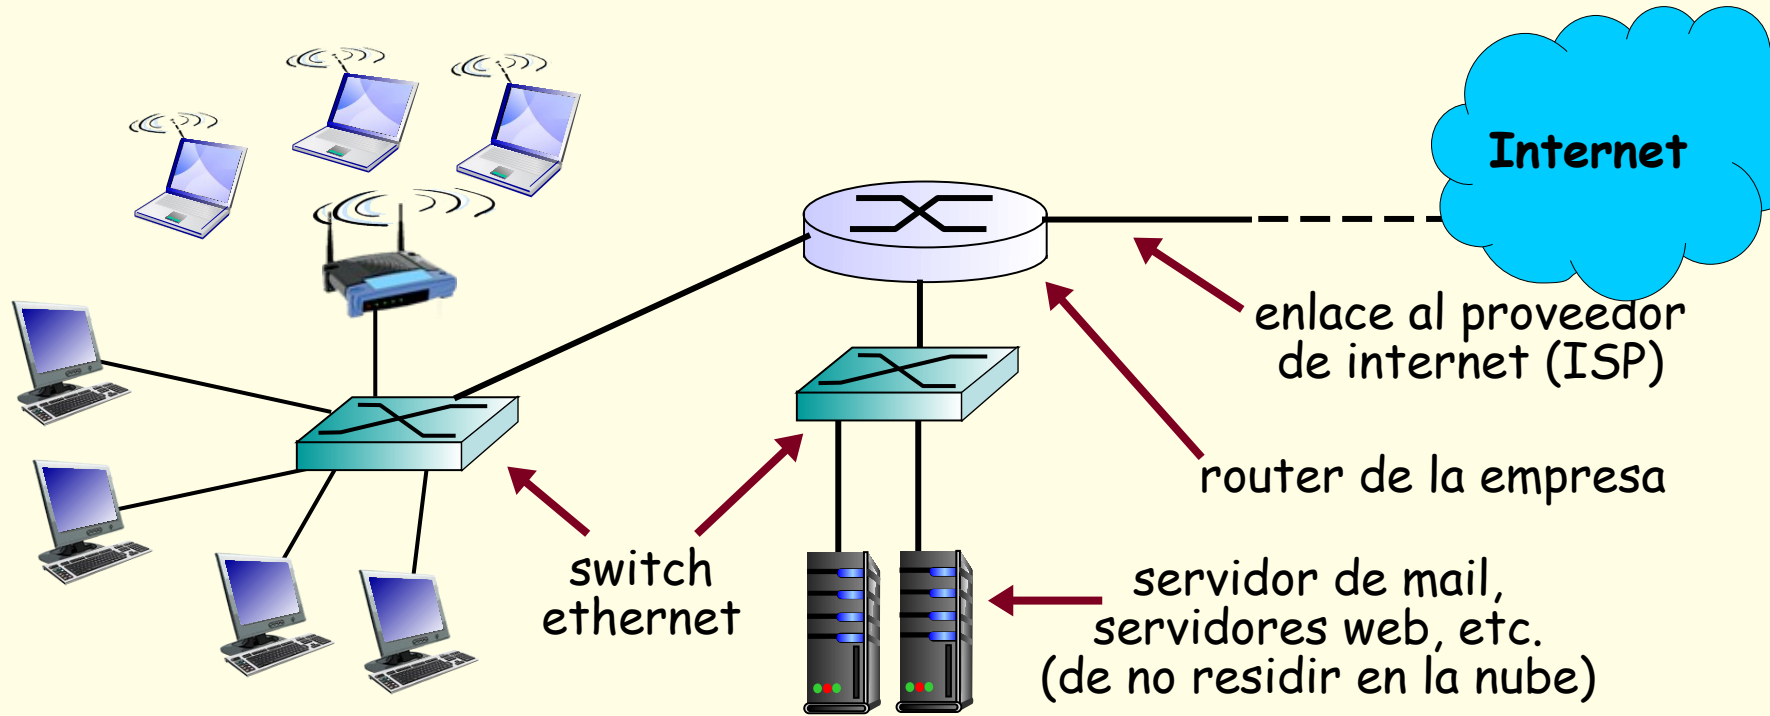 Internet
enlace al proveedor
de internet (ISP)
router de la empresa
switch
ethernet
servidor de mail,
servidores web, etc.
(de no residir en la nube)